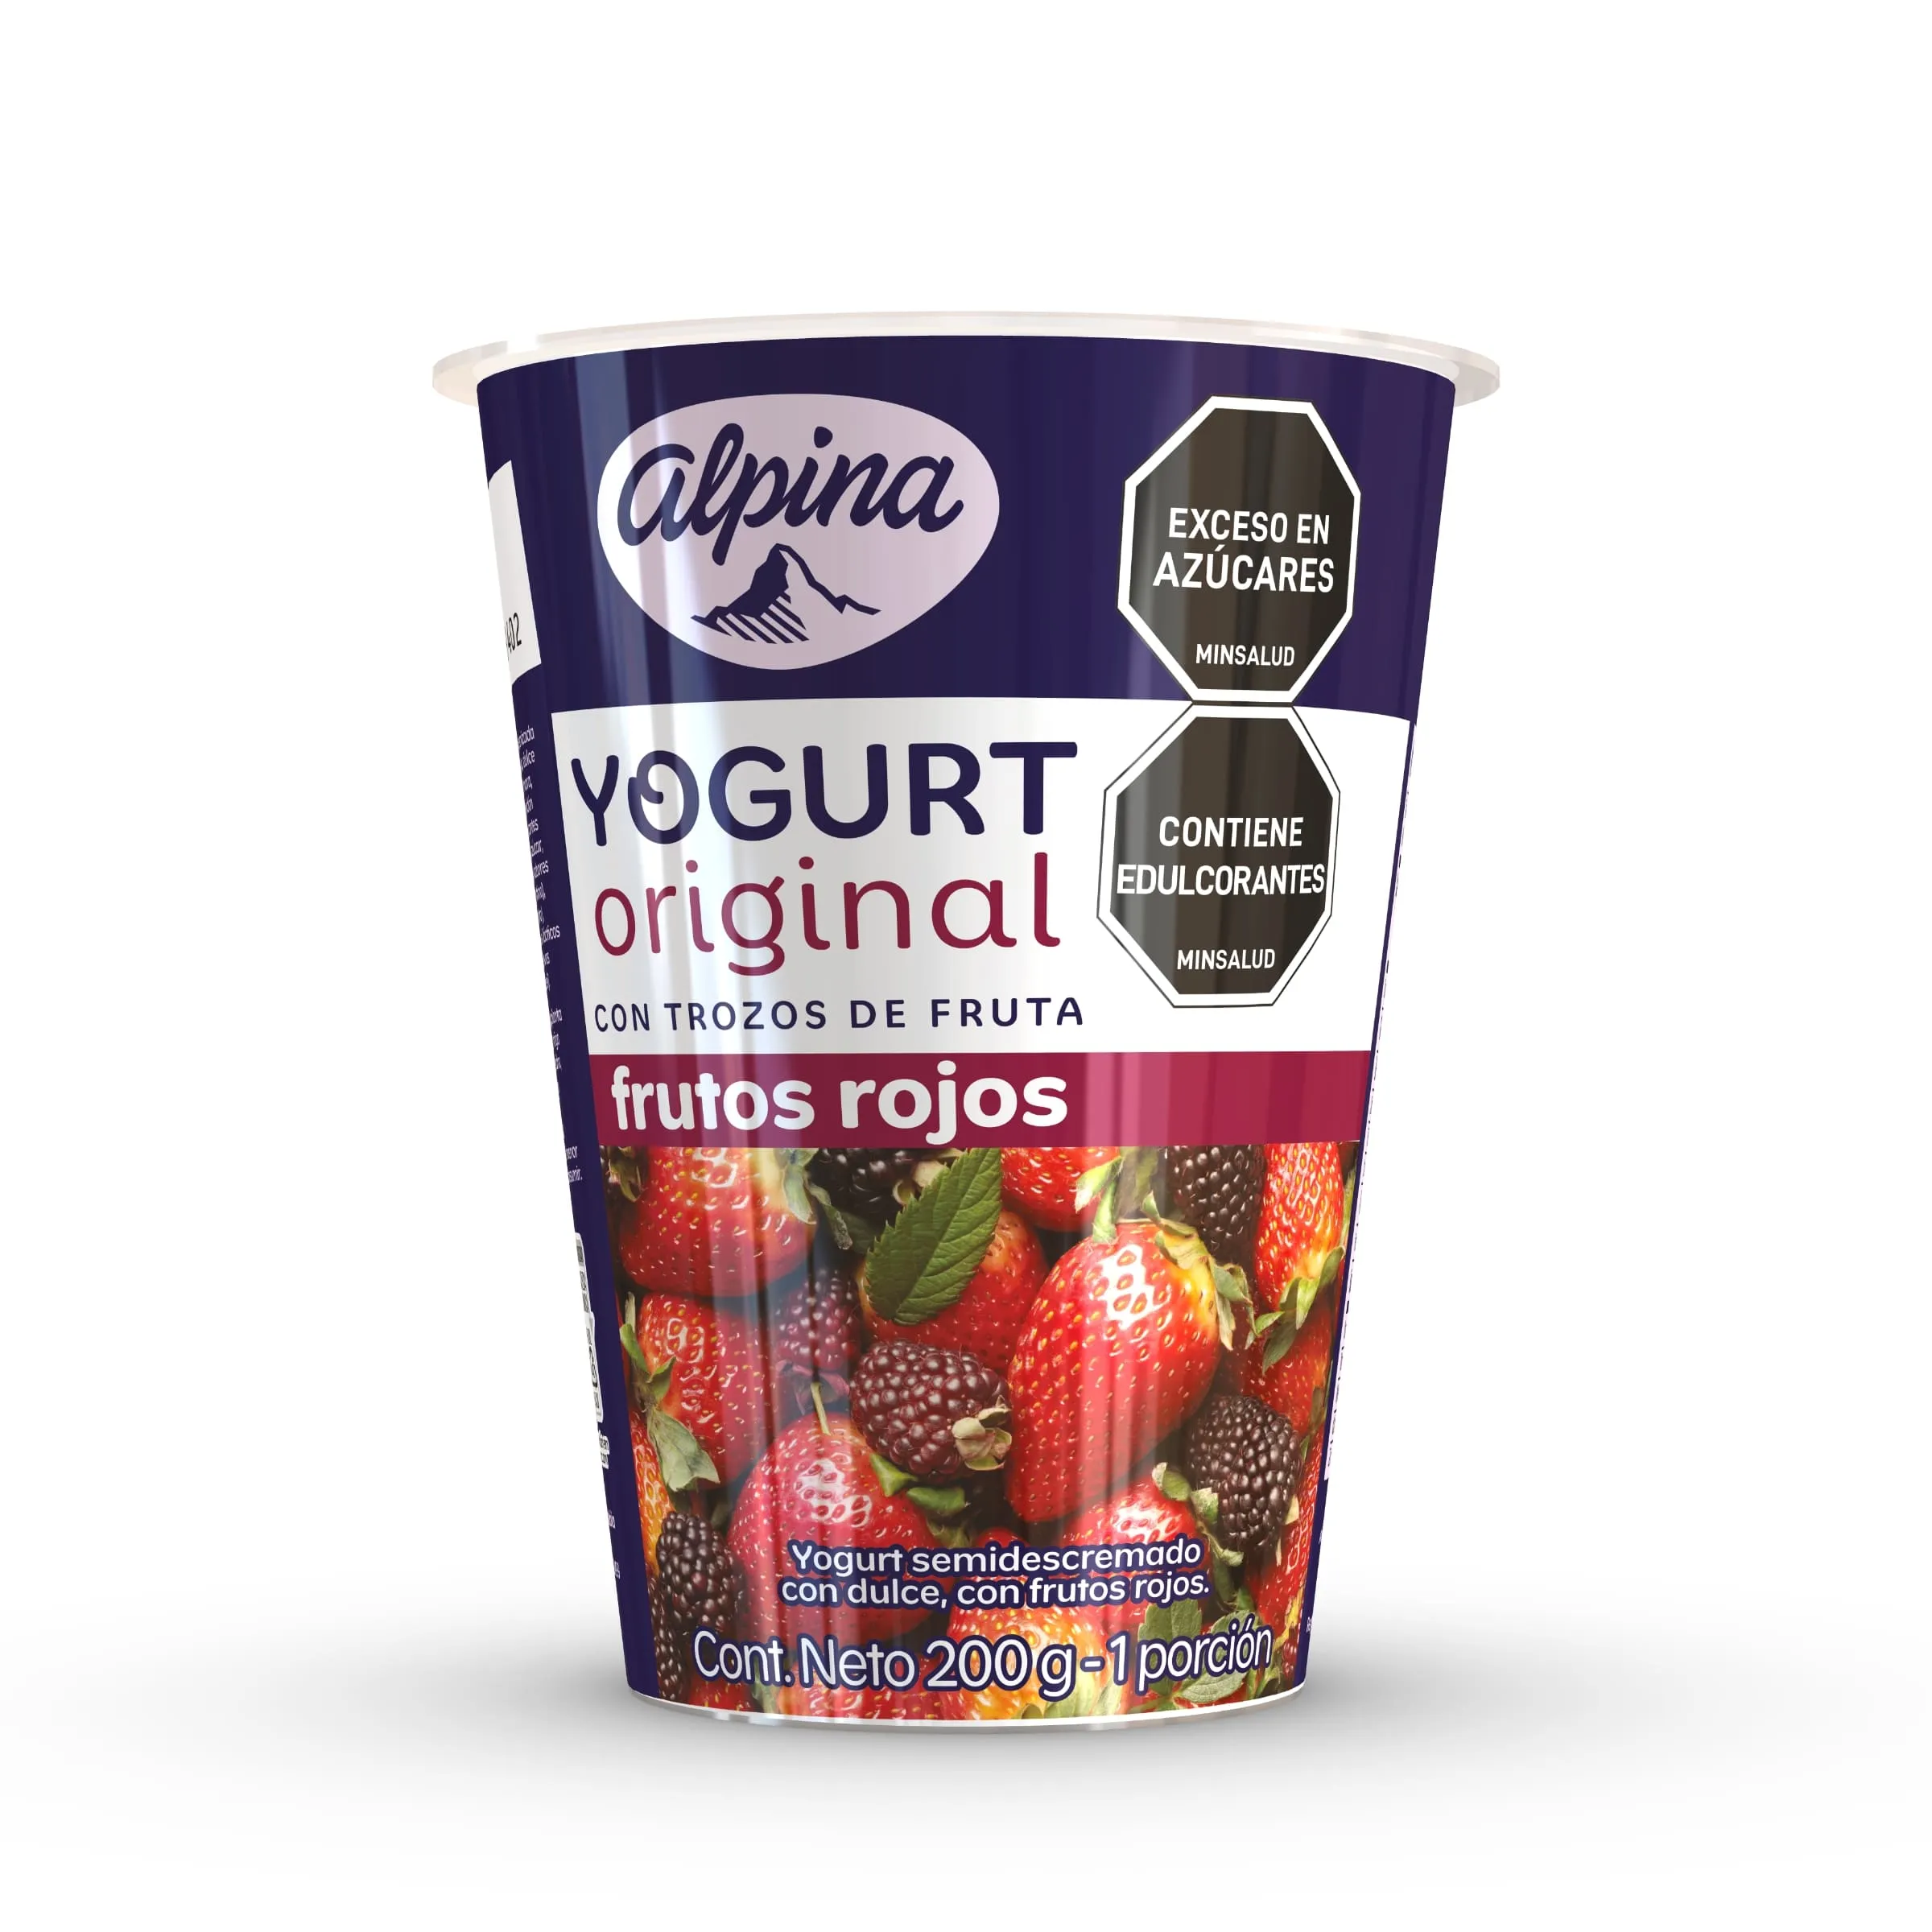 alpina
EXCESO EN
AZÚCARES
MINSALUD
YOGURT
original
CON TROZOS DE FRUTA
CONTIENE
EDULCORANTES
MINSALUD
frutos rojos
Yogurt semidescremado
con dulce, con frutos rojos.
Cont. Neto 200 g - 1 porción